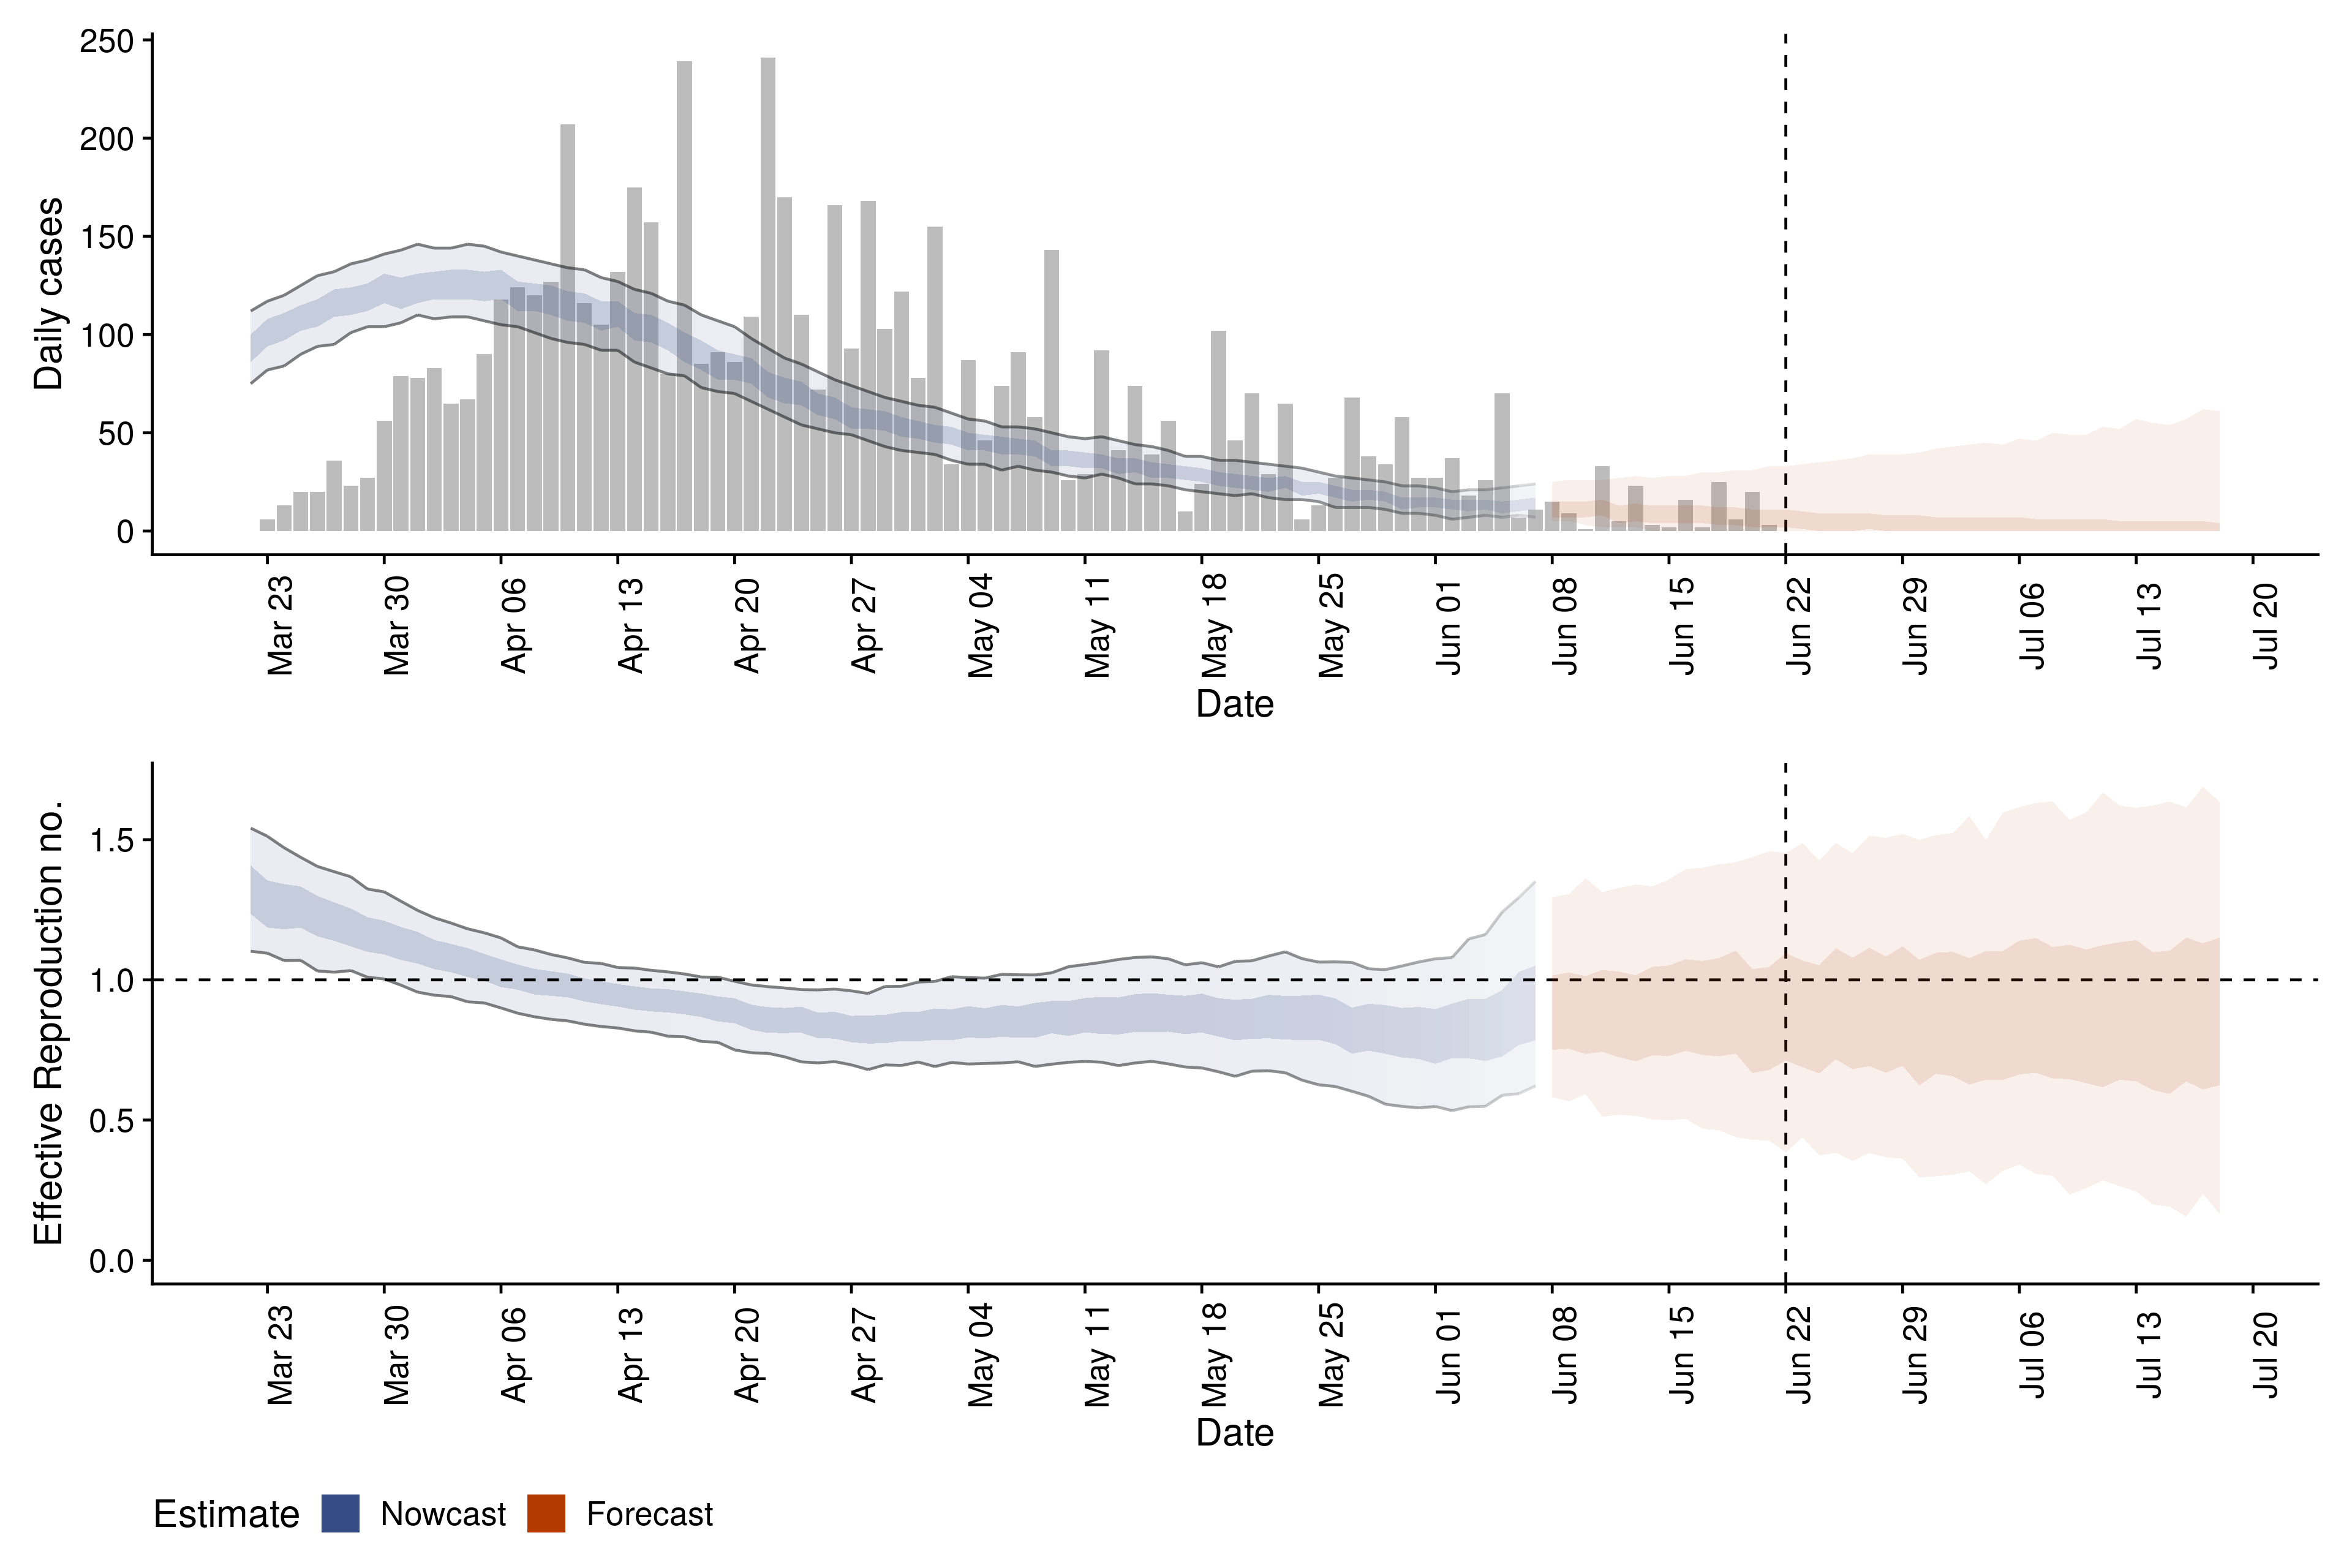 Daily cases
250
200
150
100
50
0
Mar 23
Mar 30
Apr 06
Apr 13
Apr 20
Apr 27
May 04
May 11
May 18
May 25
Jun 01
Jun 08
Jun 15
Jun 22
Jun 29
Jul 06
Jul 13
Jul 20
Date
Effective Reproduction no.
1.5
1.0
0.5
0.0
Mar 23
Mar 30
Apr 06
Apr 13
Apr 20
Apr 27
May 04
May 11
May 18
May 25
Jun 01
Jun 08
Jun 15
Jun 22
Jun 29
Jul 06
Jul 13
Jul 20
Date
Estimate Nowcast Forecast